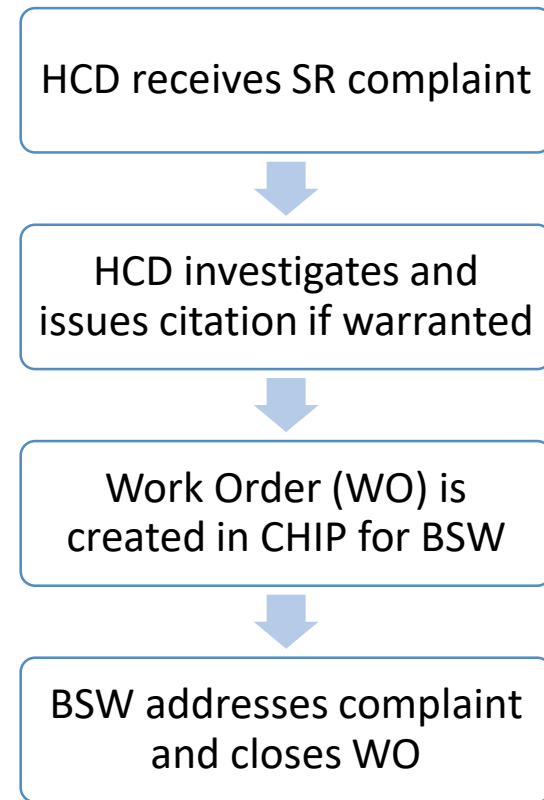 HCD receives SR complaint
HCD investigates and
issues citation if warranted
Work Order (WO) is
created in CHIP for BSW
BSW addresses complaint
and closes WO